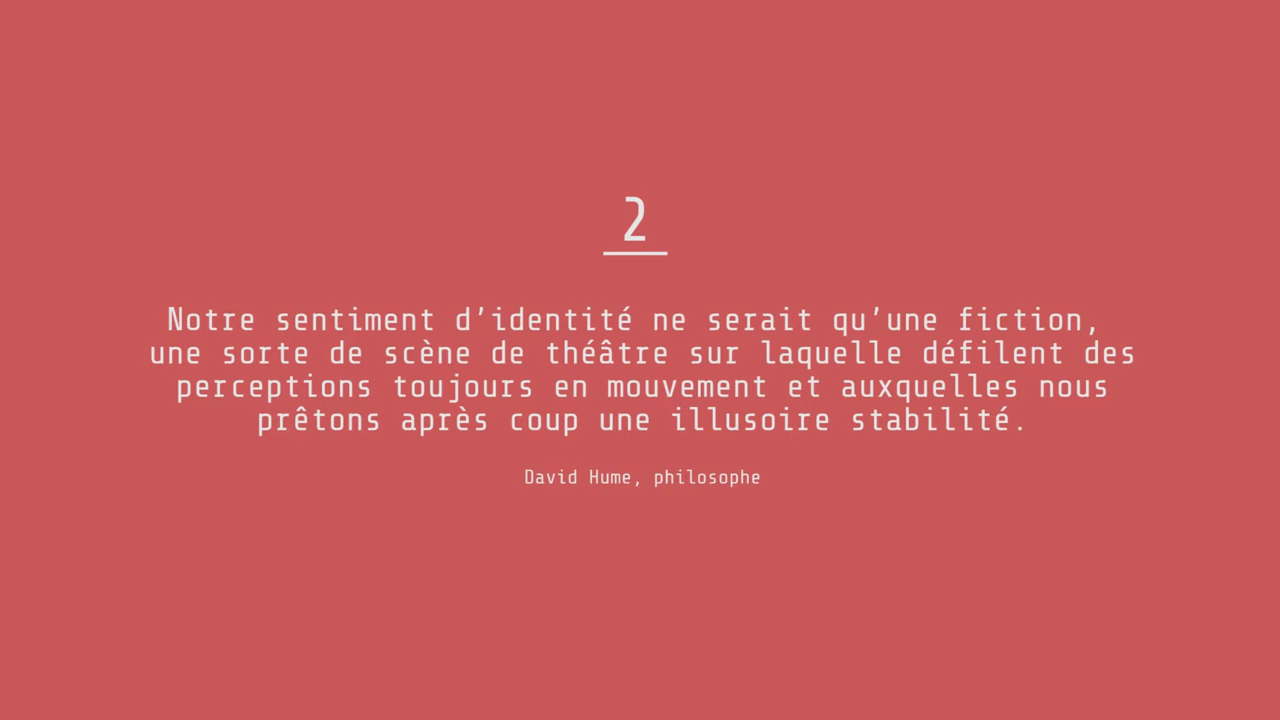 2
Notre sentiment d’identité ne serait qu’une fiction,
une sorte de scène de théâtre sur laquelle défilent des
perceptions toujours en mouvement et auxquelles nous
prêtons après coup une illusoire stabilité.
David Hume, philosophe